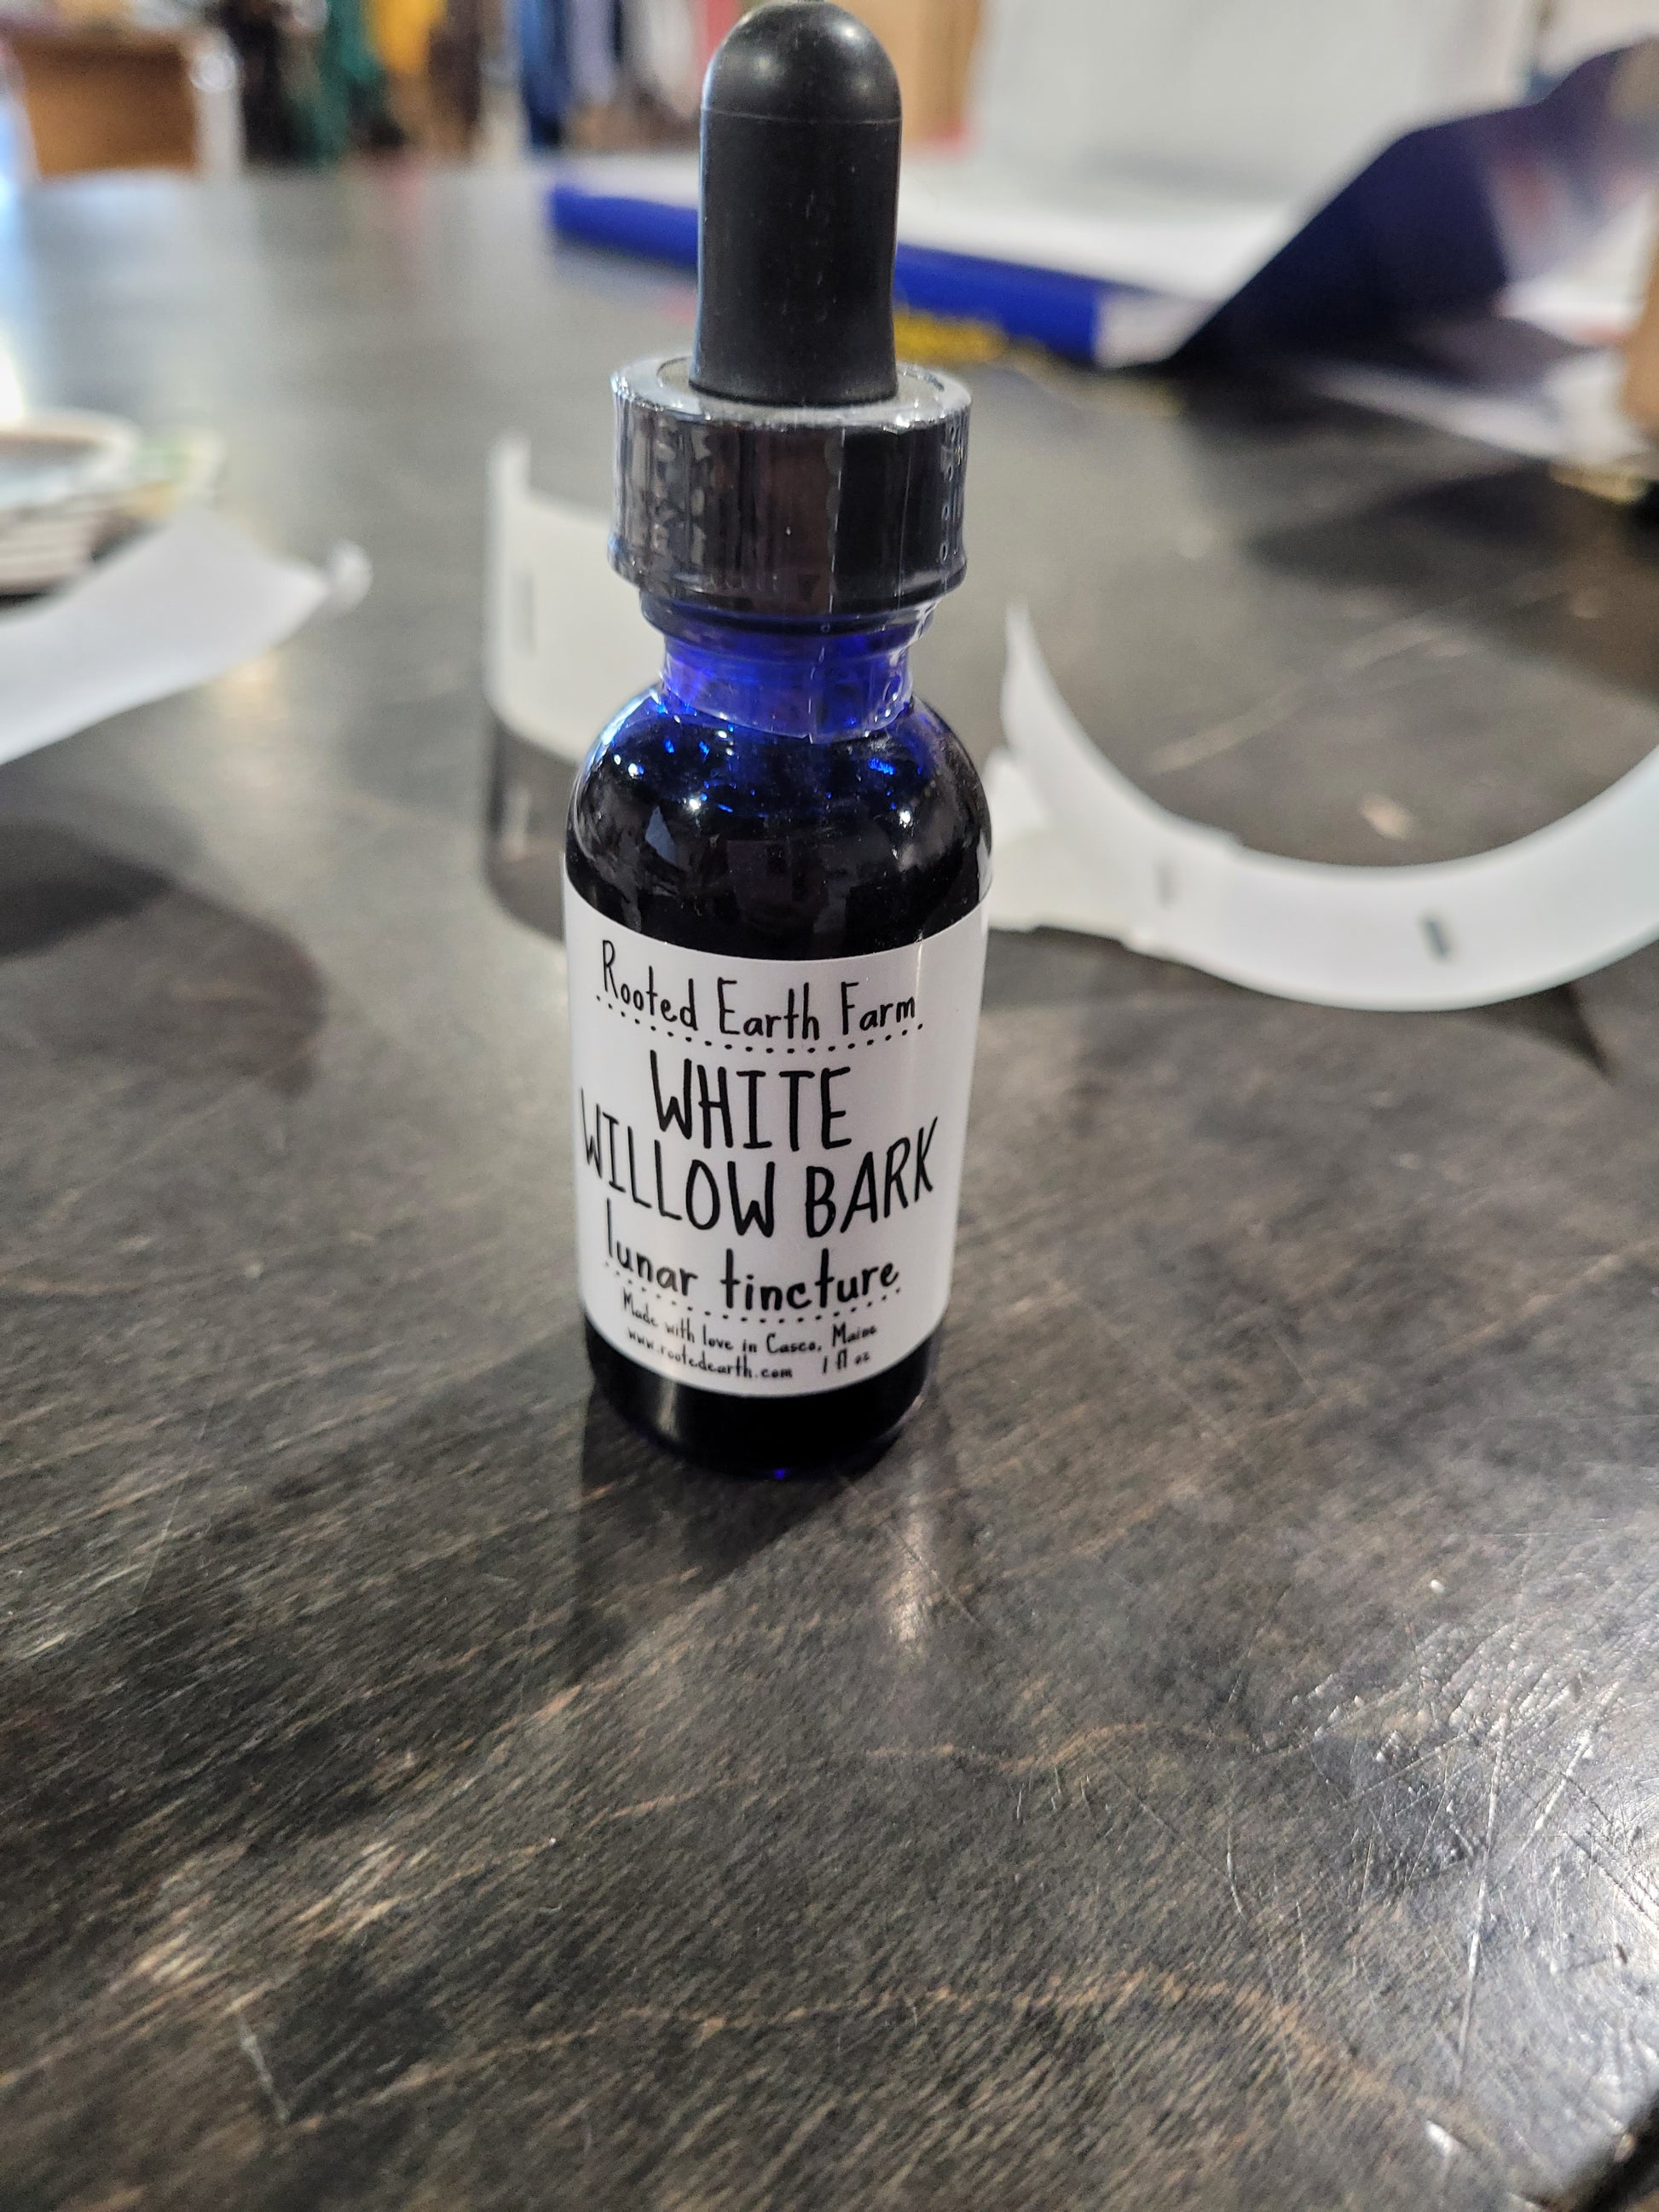 Rooted Earth Farm
WHITE
WILLOW BARK
lunar tincture
Made with love in Casco, Maine
www.rootedearth.com 1 fl oz